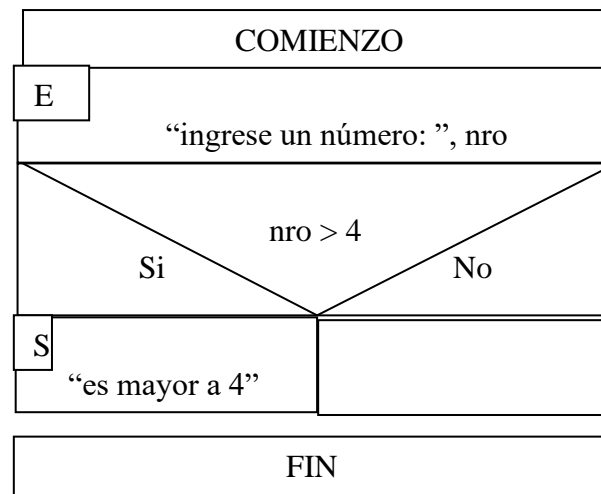 COMIENZO
E
“ingrese un número: ”, nro
nro > 4
Si No
S
“es mayor a 4”
FIN